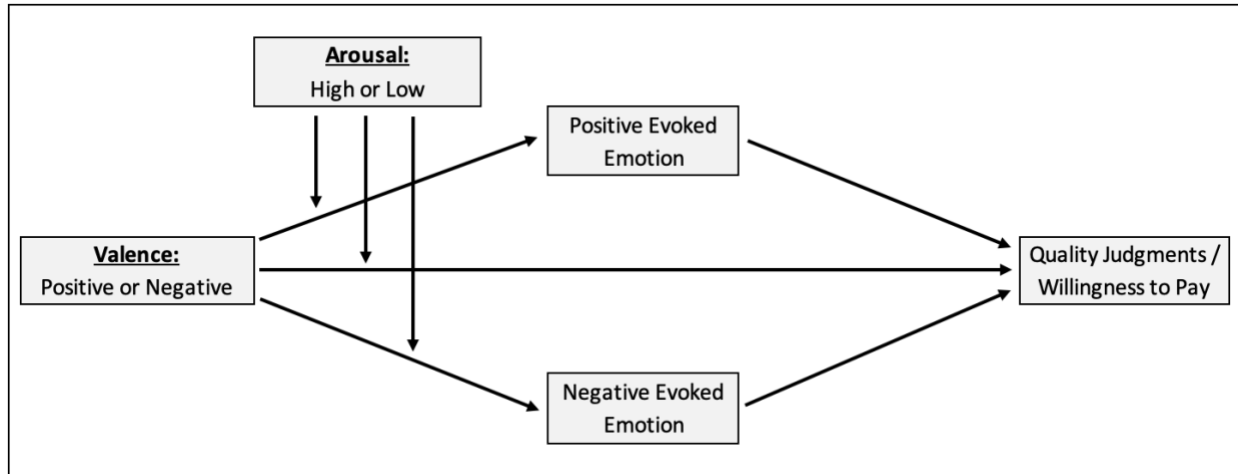 Arousal:
High or Low
Positive Evoked
Emotion
Valence:
Positive or Negative
Quality Judgments /
Willingness to Pay
Negative Evoked
Emotion